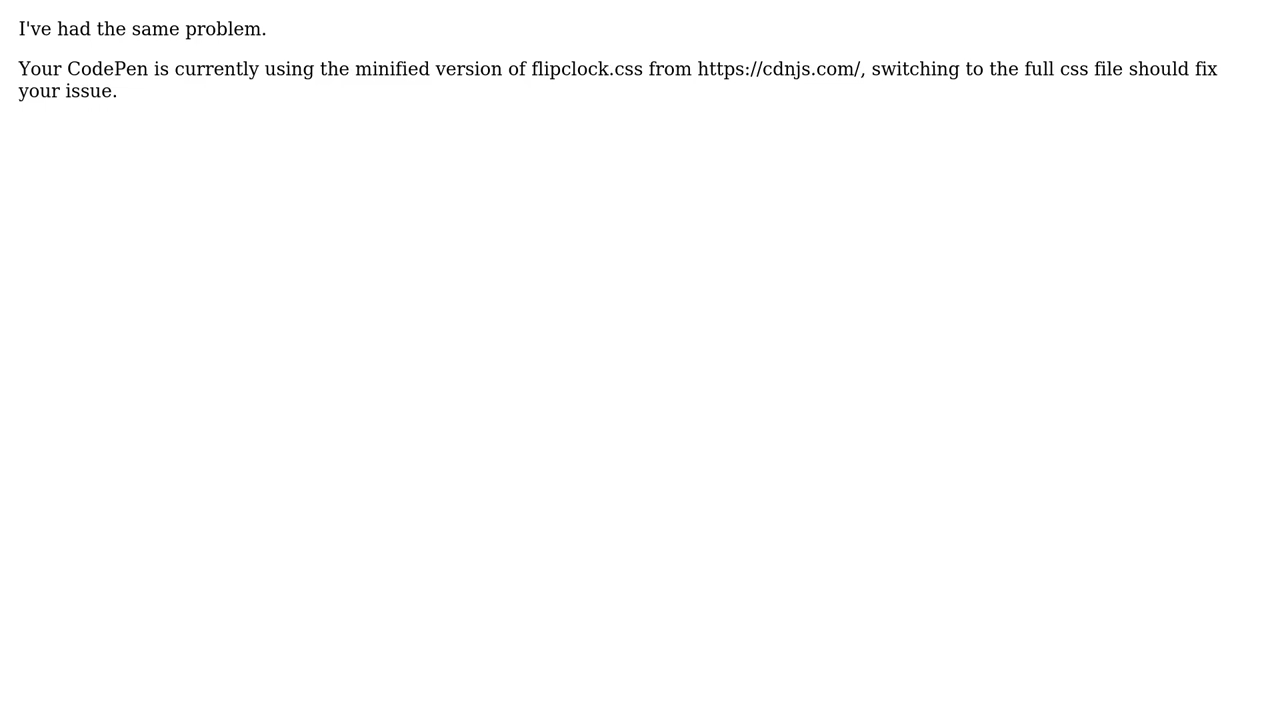 I've had the same problem.
Your CodePen is currently using the minified version of flipclock.css from https://cdnjs.com/, switching to the full css file should fix
your issue.